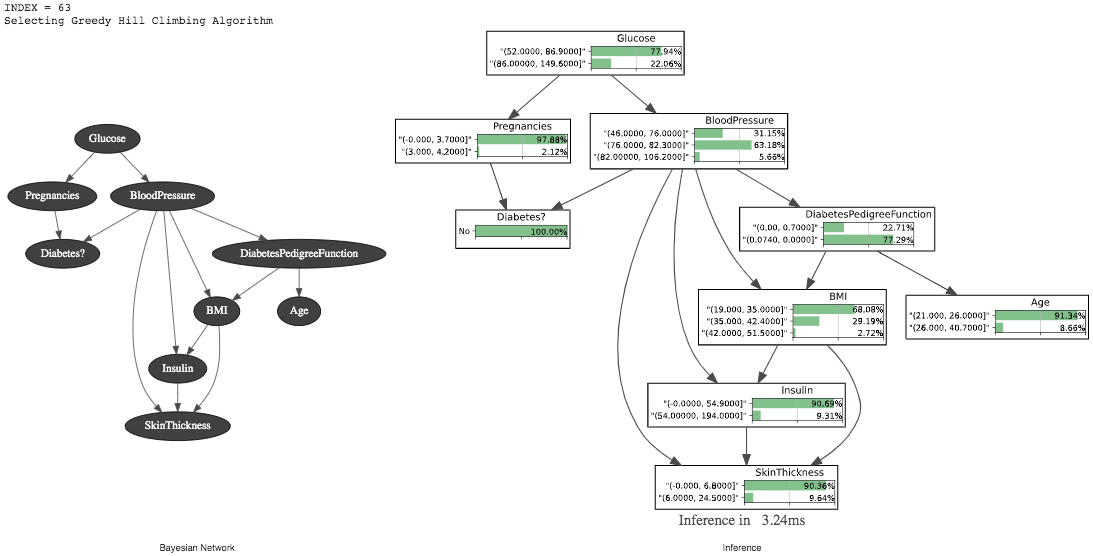 INDEX = 63
Selecting Greedy Hill Climbing Algorithm
Glucose
Pregnancies
BloodPressure
Diabetes?
DiabetesPedigreeFunction
BMI
Age
Insulin
SkinThickness
Bayesian Network
Glucose
"(52.0000, 86.9000]" 77.94%
"(86.00000, 149.6000]" 22.06%
Pregnancies
"(-0.000, 3.7000]" 97.88%
"(3.000, 4.2000]" 2.12%
BloodPressure
"(46.0000, 76.0000]" 31.15%
"(76.0000, 82.3000]" 63.18%
"(82.00000, 106.2000]" 5.66%
Diabetes?
No 100.00%
DiabetesPedigreeFunction
"(0.00, 0.7000]" 22.71%
"(0.0740, 0.0000]" 77.29%
BMI
"(19.000, 35.0000]" 68.08%
"(35.000, 42.4000]" 29.19%
"(42.0000, 51.5000]" 2.72%
Age
"(21.000, 26.0000]" 91.34%
"(26.000, 40.7000]" 8.66%
Insulin
"(-0.0000, 54.9000]" 90.69%
"(54.00000, 194.0000]" 9.31%
SkinThickness
"(-0.000, 6.8000]" 90.36%
"(6.0000, 24.5000]" 9.64%
Inference in 3.24ms
Inference